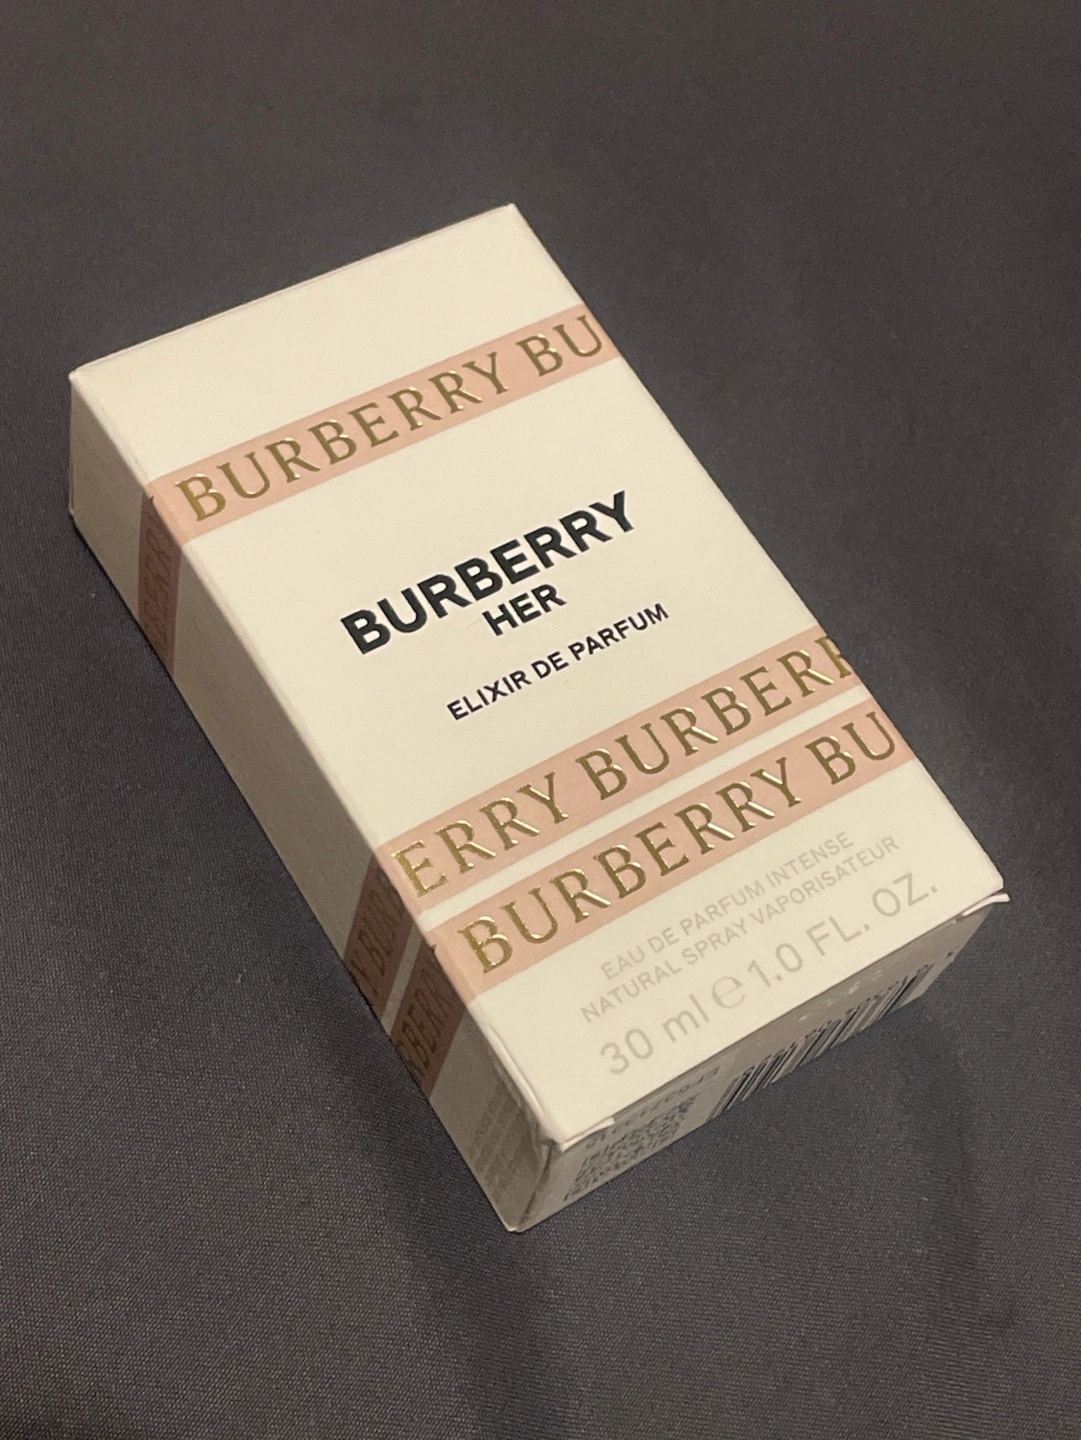 BURBERRY BU
BURBERRY
HER
ELIXIR DE PARFUM
ERRY BURBERR
BURBERRY BU
EAU DE PARFUM INTENSE
NATURAL SPRAY VAPORISATEUR
30 ml e 1.0 FL. OZ.